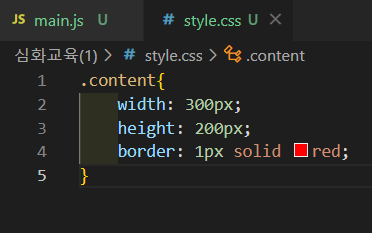 JS main.js U # style.css U ×
심화교육(1) > # style.css > .content
1 .content{
2 width: 300px;
3 height: 200px;
4 border: 1px solid red;
5 }